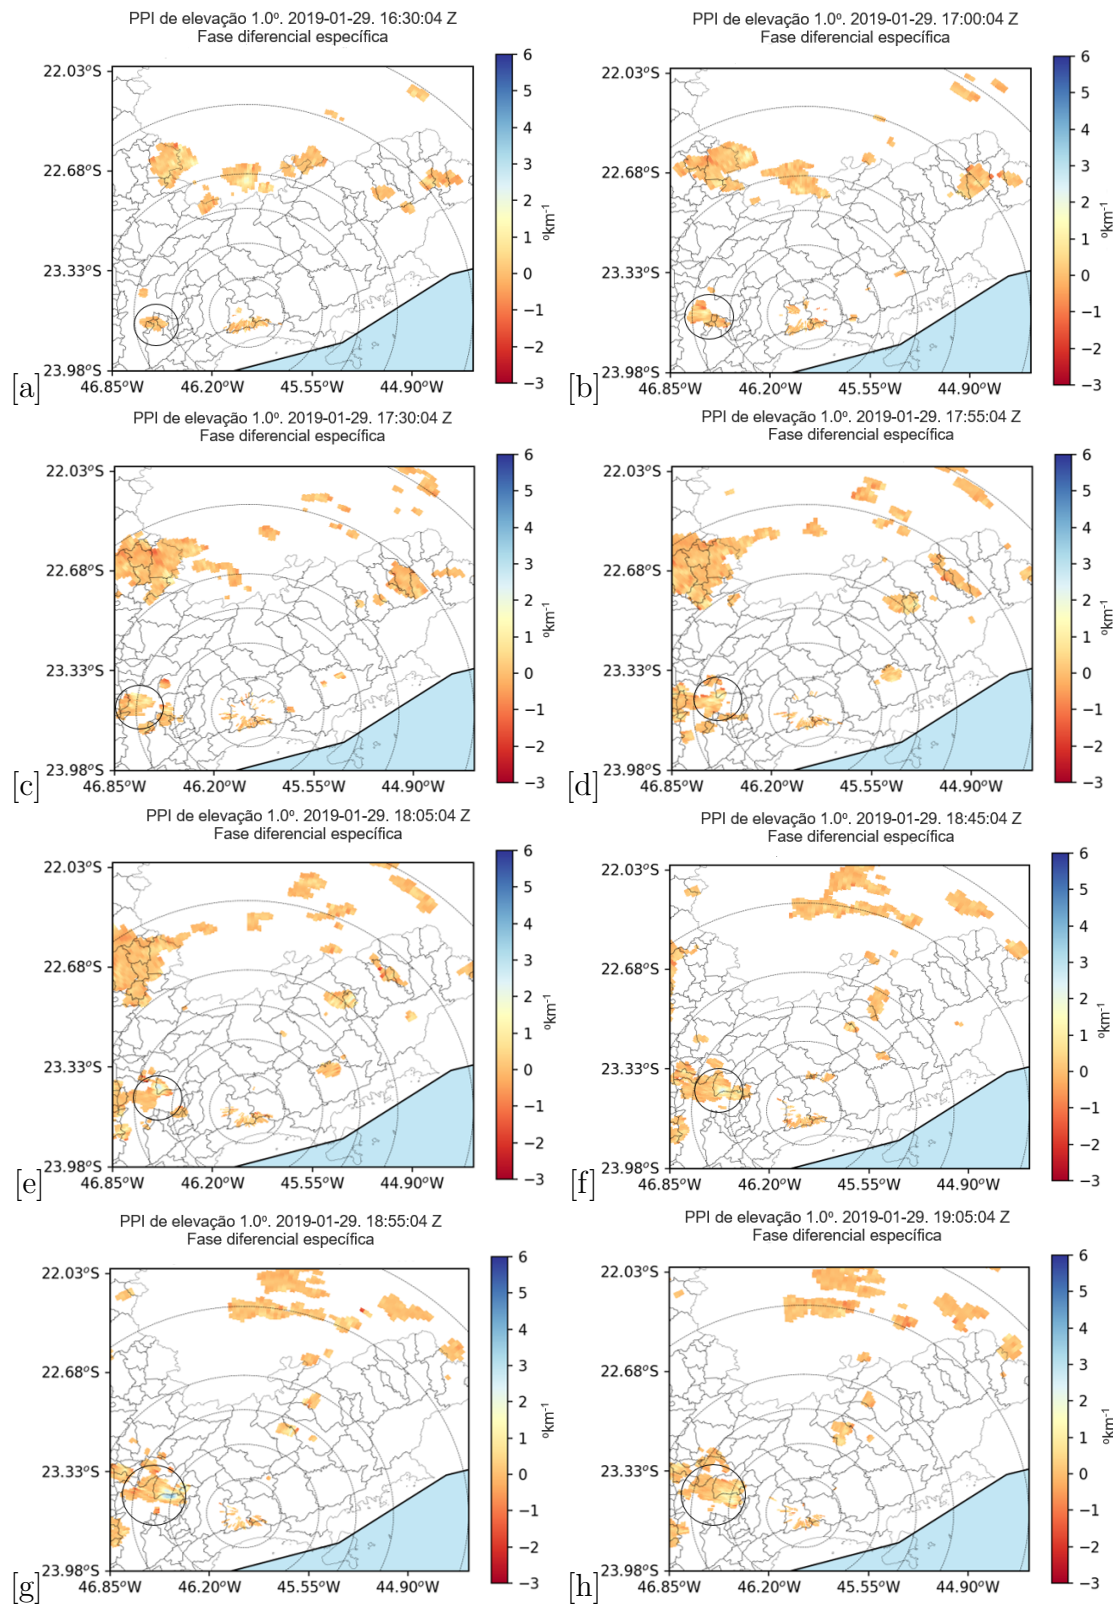 PPI de elevação 1.0º. 2019-01-29. 16:30:04 Z
Fase diferencial específica
22.03ºS
22.68ºS
23.33ºS
23.98ºS
46.85ºW 46.20ºW 45.55ºW 44.90ºW
6
5
4
3
2
1
0
−1
−2
−3
ºkm⁻¹
[a]
PPI de elevação 1.0º. 2019-01-29. 17:00:04 Z
Fase diferencial específica
22.03ºS
22.68ºS
23.33ºS
23.98ºS
46.85ºW 46.20ºW 45.55ºW 44.90ºW
6
5
4
3
2
1
0
−1
−2
−3
ºkm⁻¹
[b]
PPI de elevação 1.0º. 2019-01-29. 17:30:04 Z
Fase diferencial específica
22.03ºS
22.68ºS
23.33ºS
23.98ºS
46.85ºW 46.20ºW 45.55ºW 44.90ºW
6
5
4
3
2
1
0
−1
−2
−3
ºkm⁻¹
[c]
PPI de elevação 1.0º. 2019-01-29. 17:55:04 Z
Fase diferencial específica
22.03ºS
22.68ºS
23.33ºS
23.98ºS
46.85ºW 46.20ºW 45.55ºW 44.90ºW
6
5
4
3
2
1
0
−1
−2
−3
ºkm⁻¹
[d]
PPI de elevação 1.0º. 2019-01-29. 18:05:04 Z
Fase diferencial específica
22.03ºS
22.68ºS
23.33ºS
23.98ºS
46.85ºW 46.20ºW 45.55ºW 44.90ºW
6
5
4
3
2
1
0
−1
−2
−3
ºkm⁻¹
[e]
PPI de elevação 1.0º. 2019-01-29. 18:45:04 Z
Fase diferencial específica
22.03ºS
22.68ºS
23.33ºS
23.98ºS
46.85ºW 46.20ºW 45.55ºW 44.90ºW
6
5
4
3
2
1
0
−1
−2
−3
ºkm⁻¹
[f]
PPI de elevação 1.0º. 2019-01-29. 18:55:04 Z
Fase diferencial específica
22.03ºS
22.68ºS
23.33ºS
23.98ºS
46.85ºW 46.20ºW 45.55ºW 44.90ºW
6
5
4
3
2
1
0
−1
−2
−3
ºkm⁻¹
[g]
PPI de elevação 1.0º. 2019-01-29. 19:05:04 Z
Fase diferencial específica
22.03ºS
22.68ºS
23.33ºS
23.98ºS
46.85ºW 46.20ºW 45.55ºW 44.90ºW
6
5
4
3
2
1
0
−1
−2
−3
ºkm⁻¹
[h]